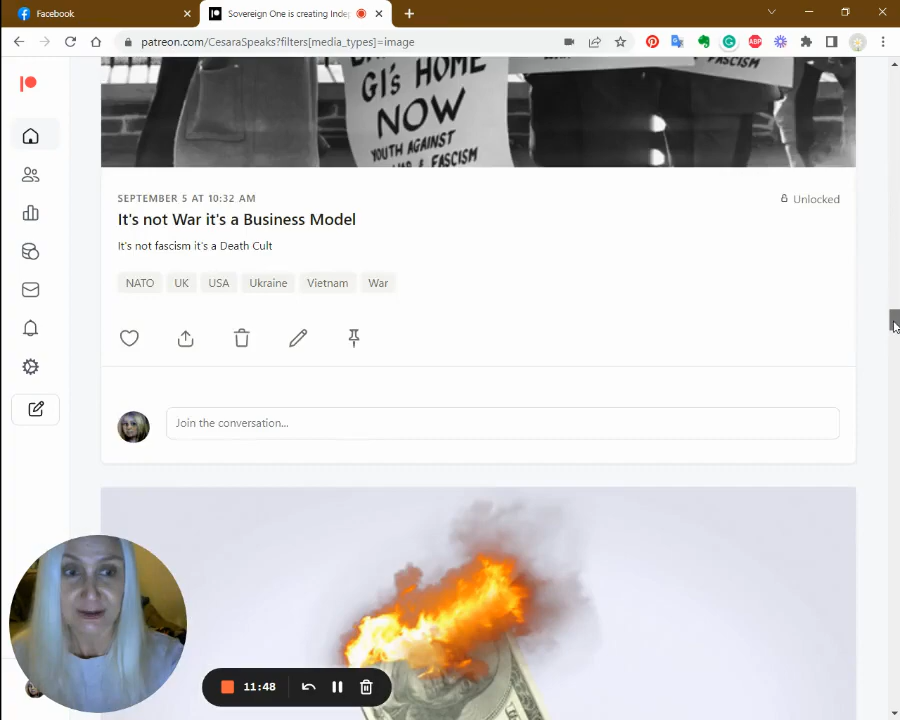 Facebook
Sovereign One is creating Inde
patreon.com/CesaraSpeaks?filters[media_types]=image
ABP
GI's HOME
NOW
YOUTH AGAINST
& FASCISM
FASCISM
SEPTEMBER 5 AT 10:32 AM
Unlocked
It's not War it's a Business Model
It's not fascism it's a Death Cult
NATO UK USA Ukraine Vietnam War
Join the conversation...
11:48